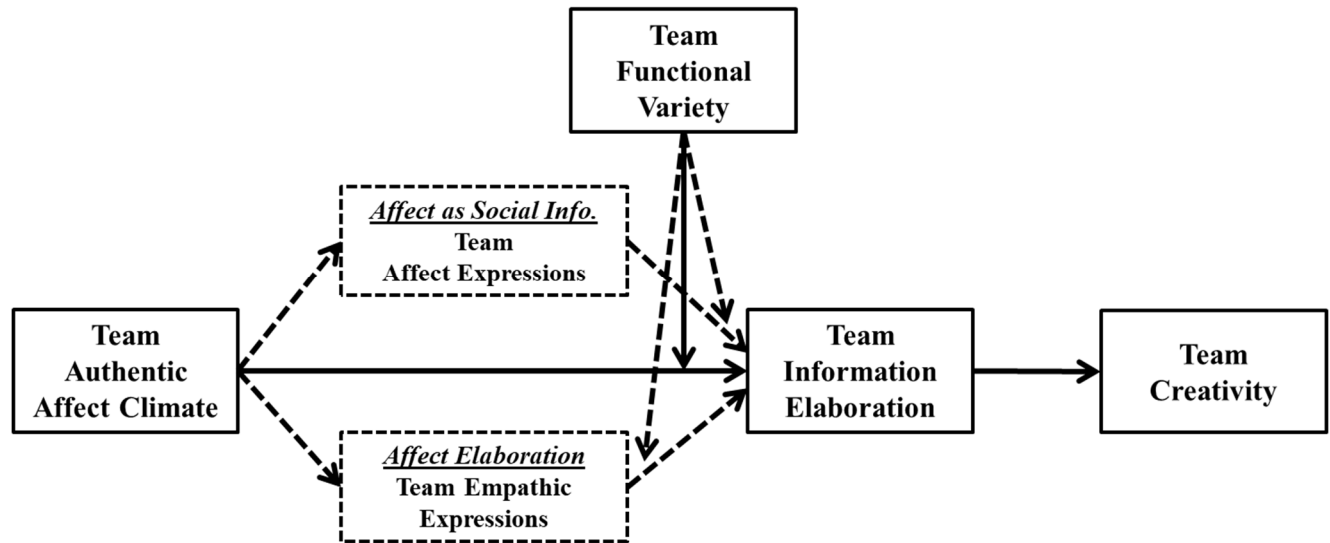 Team
Functional
Variety
Affect as Social Info.
Team
Affect Expressions
Team
Authentic
Affect Climate
Team
Information
Elaboration
Team
Creativity
Affect Elaboration
Team Empathic
Expressions